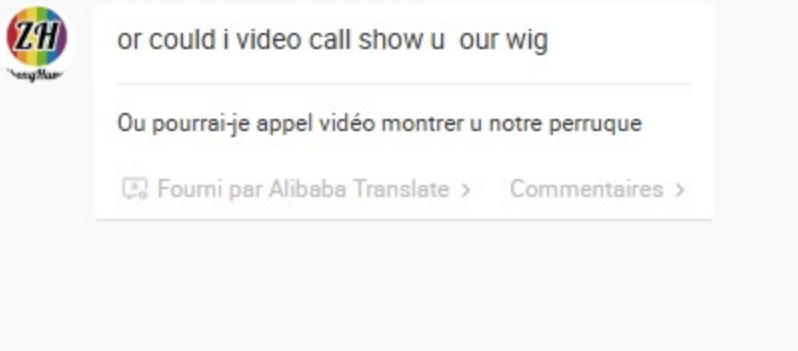 ZH
or could i video call show u our wig
Ou pourrai-je appel vidéo montrer u notre perruque
Fourni par Alibaba Translate > Commentaires >